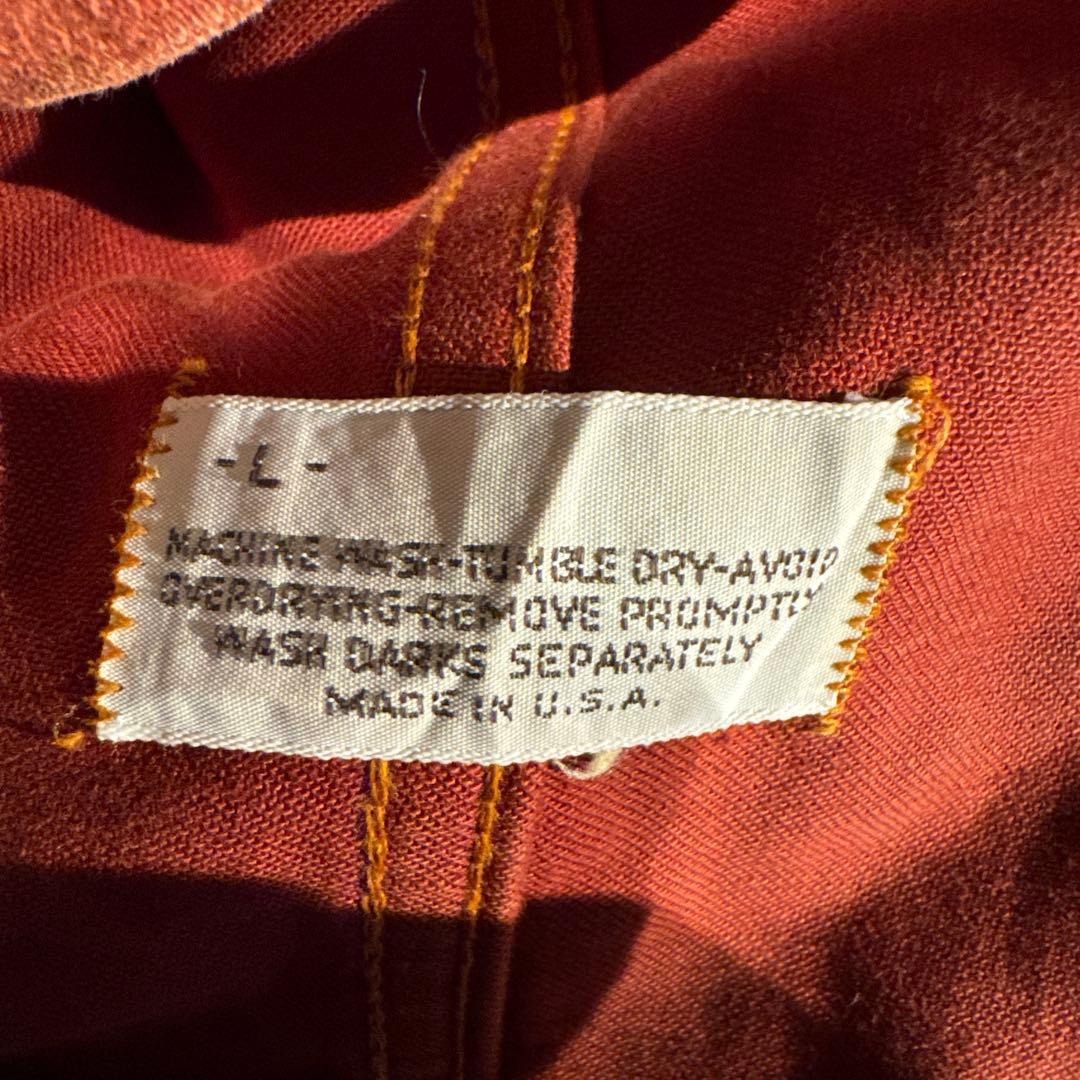 -L-
MACHINE WASH-TUMBLE DRY-AVOID
OVERDRYING-REMOVE PROMPTLY
WASH DARKS SEPARATELY
MADE IN U.S.A.